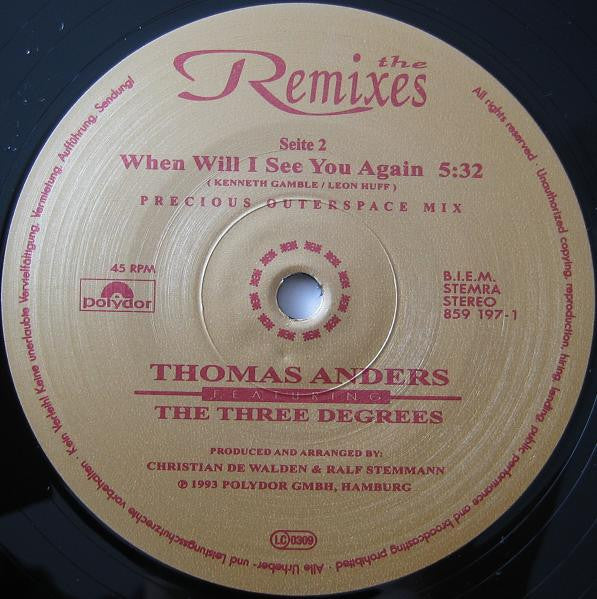 the
Remixes
Seite 2
When Will I See You Again 5:32
( KENNETH GAMBLE / LEON HUFF )
PRECIOUS OUTERSPACE MIX
45 RPM
polydor
B.I.E.M.
STEMRA
STEREO
859 197-1
THOMAS ANDERS
FEATURING
THE THREE DEGREES
PRODUCED AND ARRANGED BY:
CHRISTIAN DE WALDEN & RALF STEMMANN
℗ 1993 POLYDOR GMBH, HAMBURG
LC 0309
All rights reserved · Unauthorized copying, reproduction, hiring, lending, public performance and broadcasting prohibited · Alle Urheber- und Leistungsschutzrechte vorbehalten · Kein Verleih! Keine unerlaubte Vervielfältigung, Vermietung, Aufführung, Sendung!